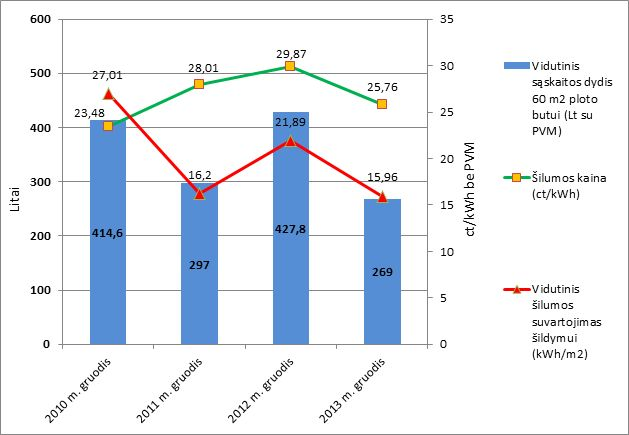 600
500
400
300
200
100
0
Litai
35
30
25
20
15
10
5
0
ct/kWh be PVM
27,01
28,01
29,87
25,76
23,48
16,2
21,89
15,96
414,6
297
427,8
269
2010 m. gruodis
2011 m. gruodis
2012 m. gruodis
2013 m. gruodis
Vidutinis
sąskaitos dydis
60 m2 ploto
butui (Lt su
PVM)
Šilumos kaina
(ct/kWh)
Vidutinis
šilumos
suvartojimas
šildymui
(kWh/m2)